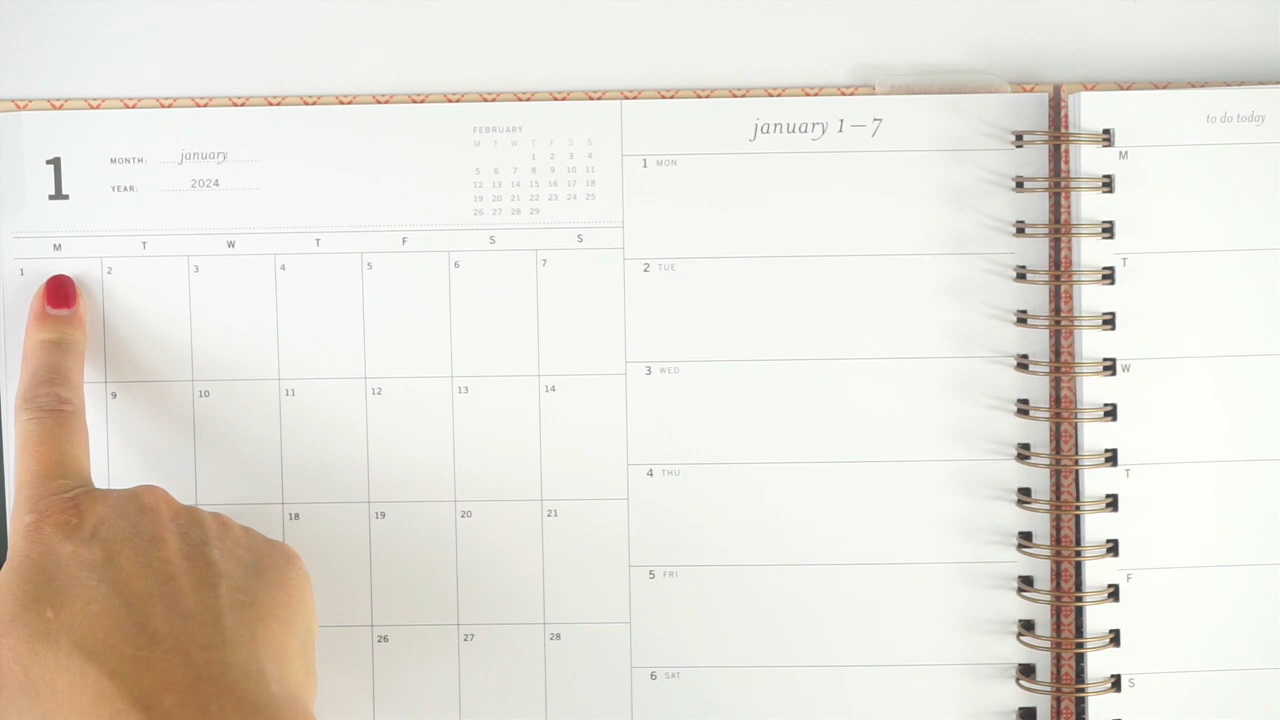 1
MONTH: january
YEAR: 2024
FEBRUARY
M T W T F S S
1 2 3 4
5 6 7 8 9 10 11
12 13 14 15 16 17 18
19 20 21 22 23 24 25
26 27 28 29
M T W T F S S
1 2 3 4 5 6 7
9 10 11 12 13 14
18 19 20 21
26 27 28
january 1—7
1 MON
2 TUE
3 WED
4 THU
5 FRI
6 SAT
to do today
M
T
W
T
F
S